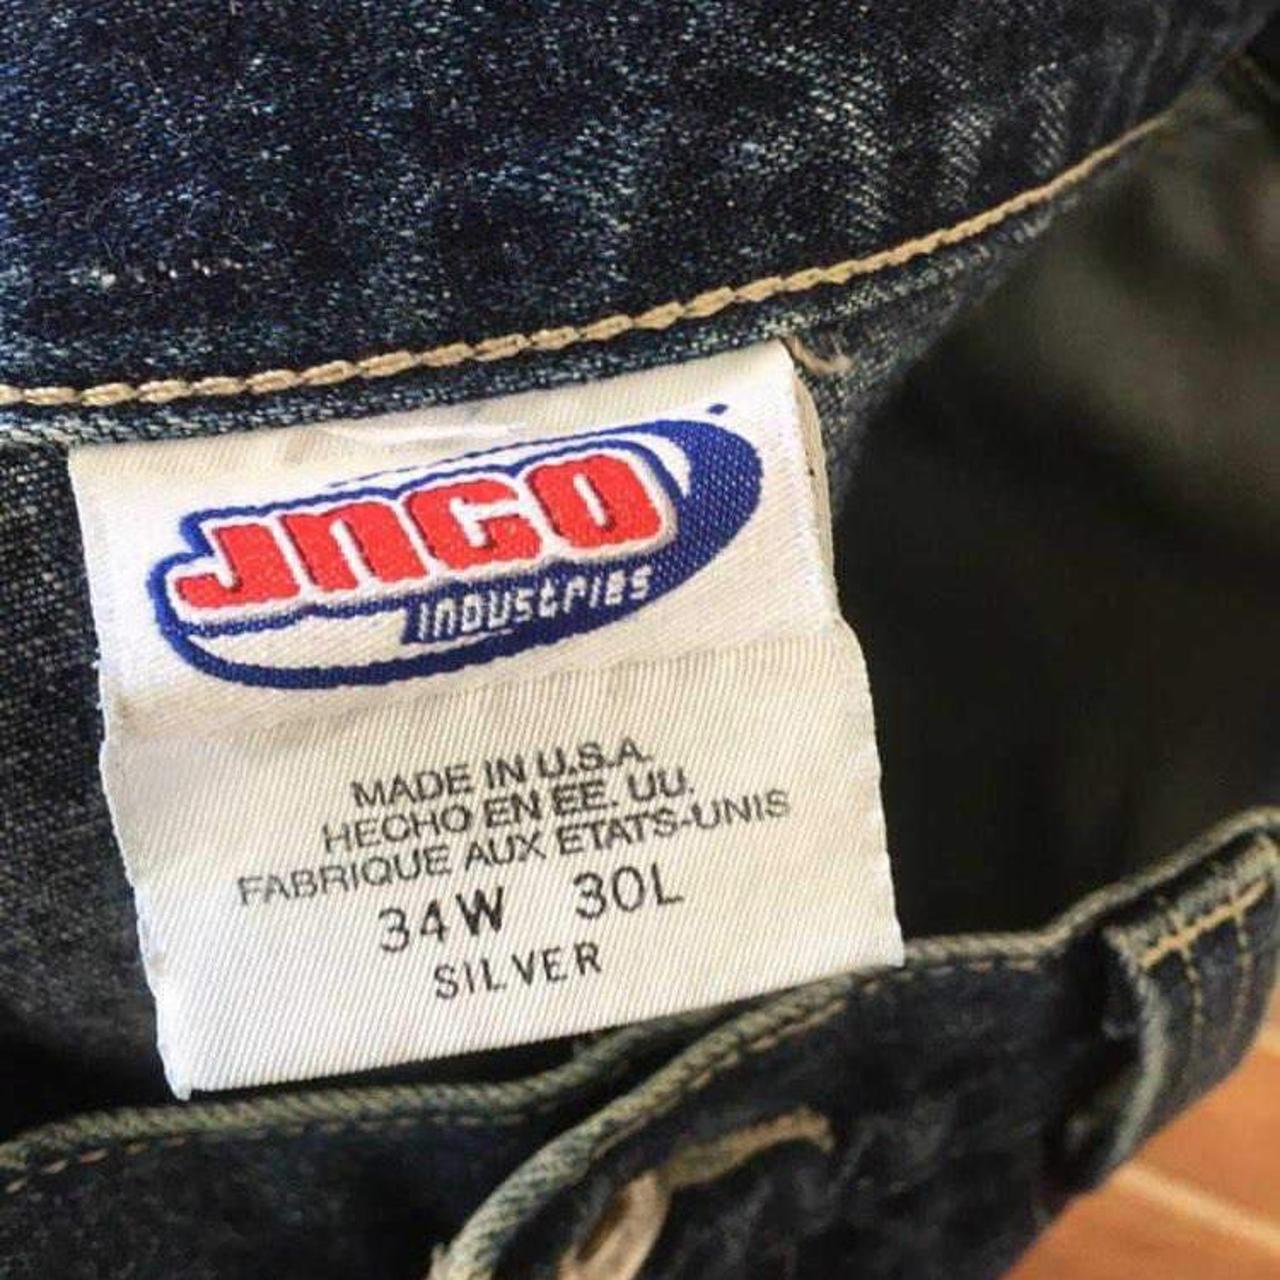 JNCO
INDUSTRIES
MADE IN U.S.A.
HECHO EN EE. UU.
FABRIQUE AUX ETATS-UNIS
34W 30L
SILVER